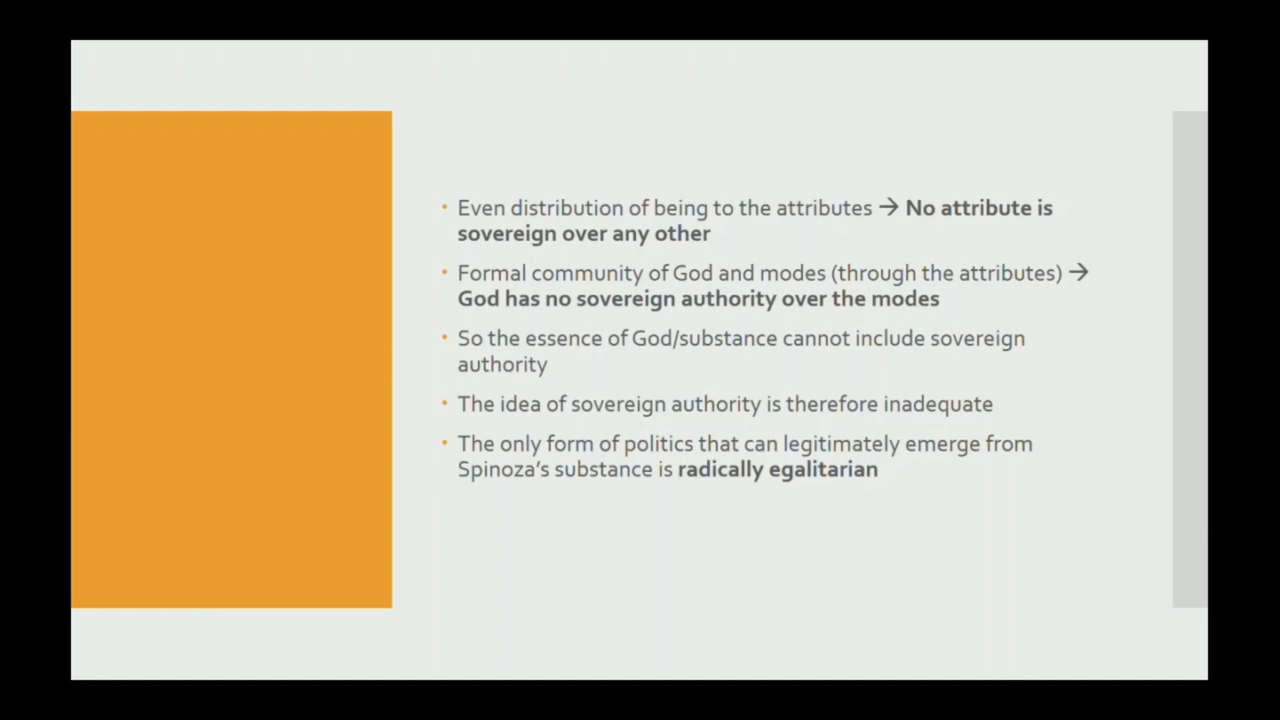 • Even distribution of being to the attributes → No attribute is
sovereign over any other
• Formal community of God and modes (through the attributes) →
God has no sovereign authority over the modes
• So the essence of God/substance cannot include sovereign
authority
• The idea of sovereign authority is therefore inadequate
• The only form of politics that can legitimately emerge from
Spinoza's substance is radically egalitarian